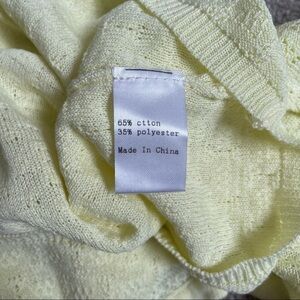 65% ctton
35% polyester
Made In China